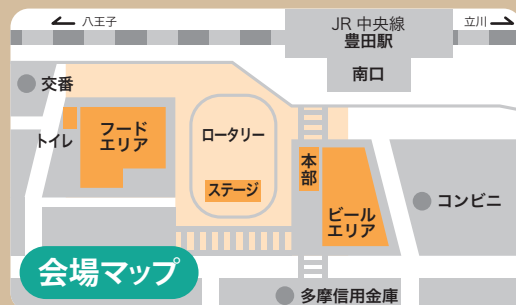 八王子
JR 中央線
豊田駅
立川
南口
交番
トイレ
フード
エリア
ロータリー
ステージ
本部
ビール
エリア
コンビニ
会場マップ
多摩信用金庫